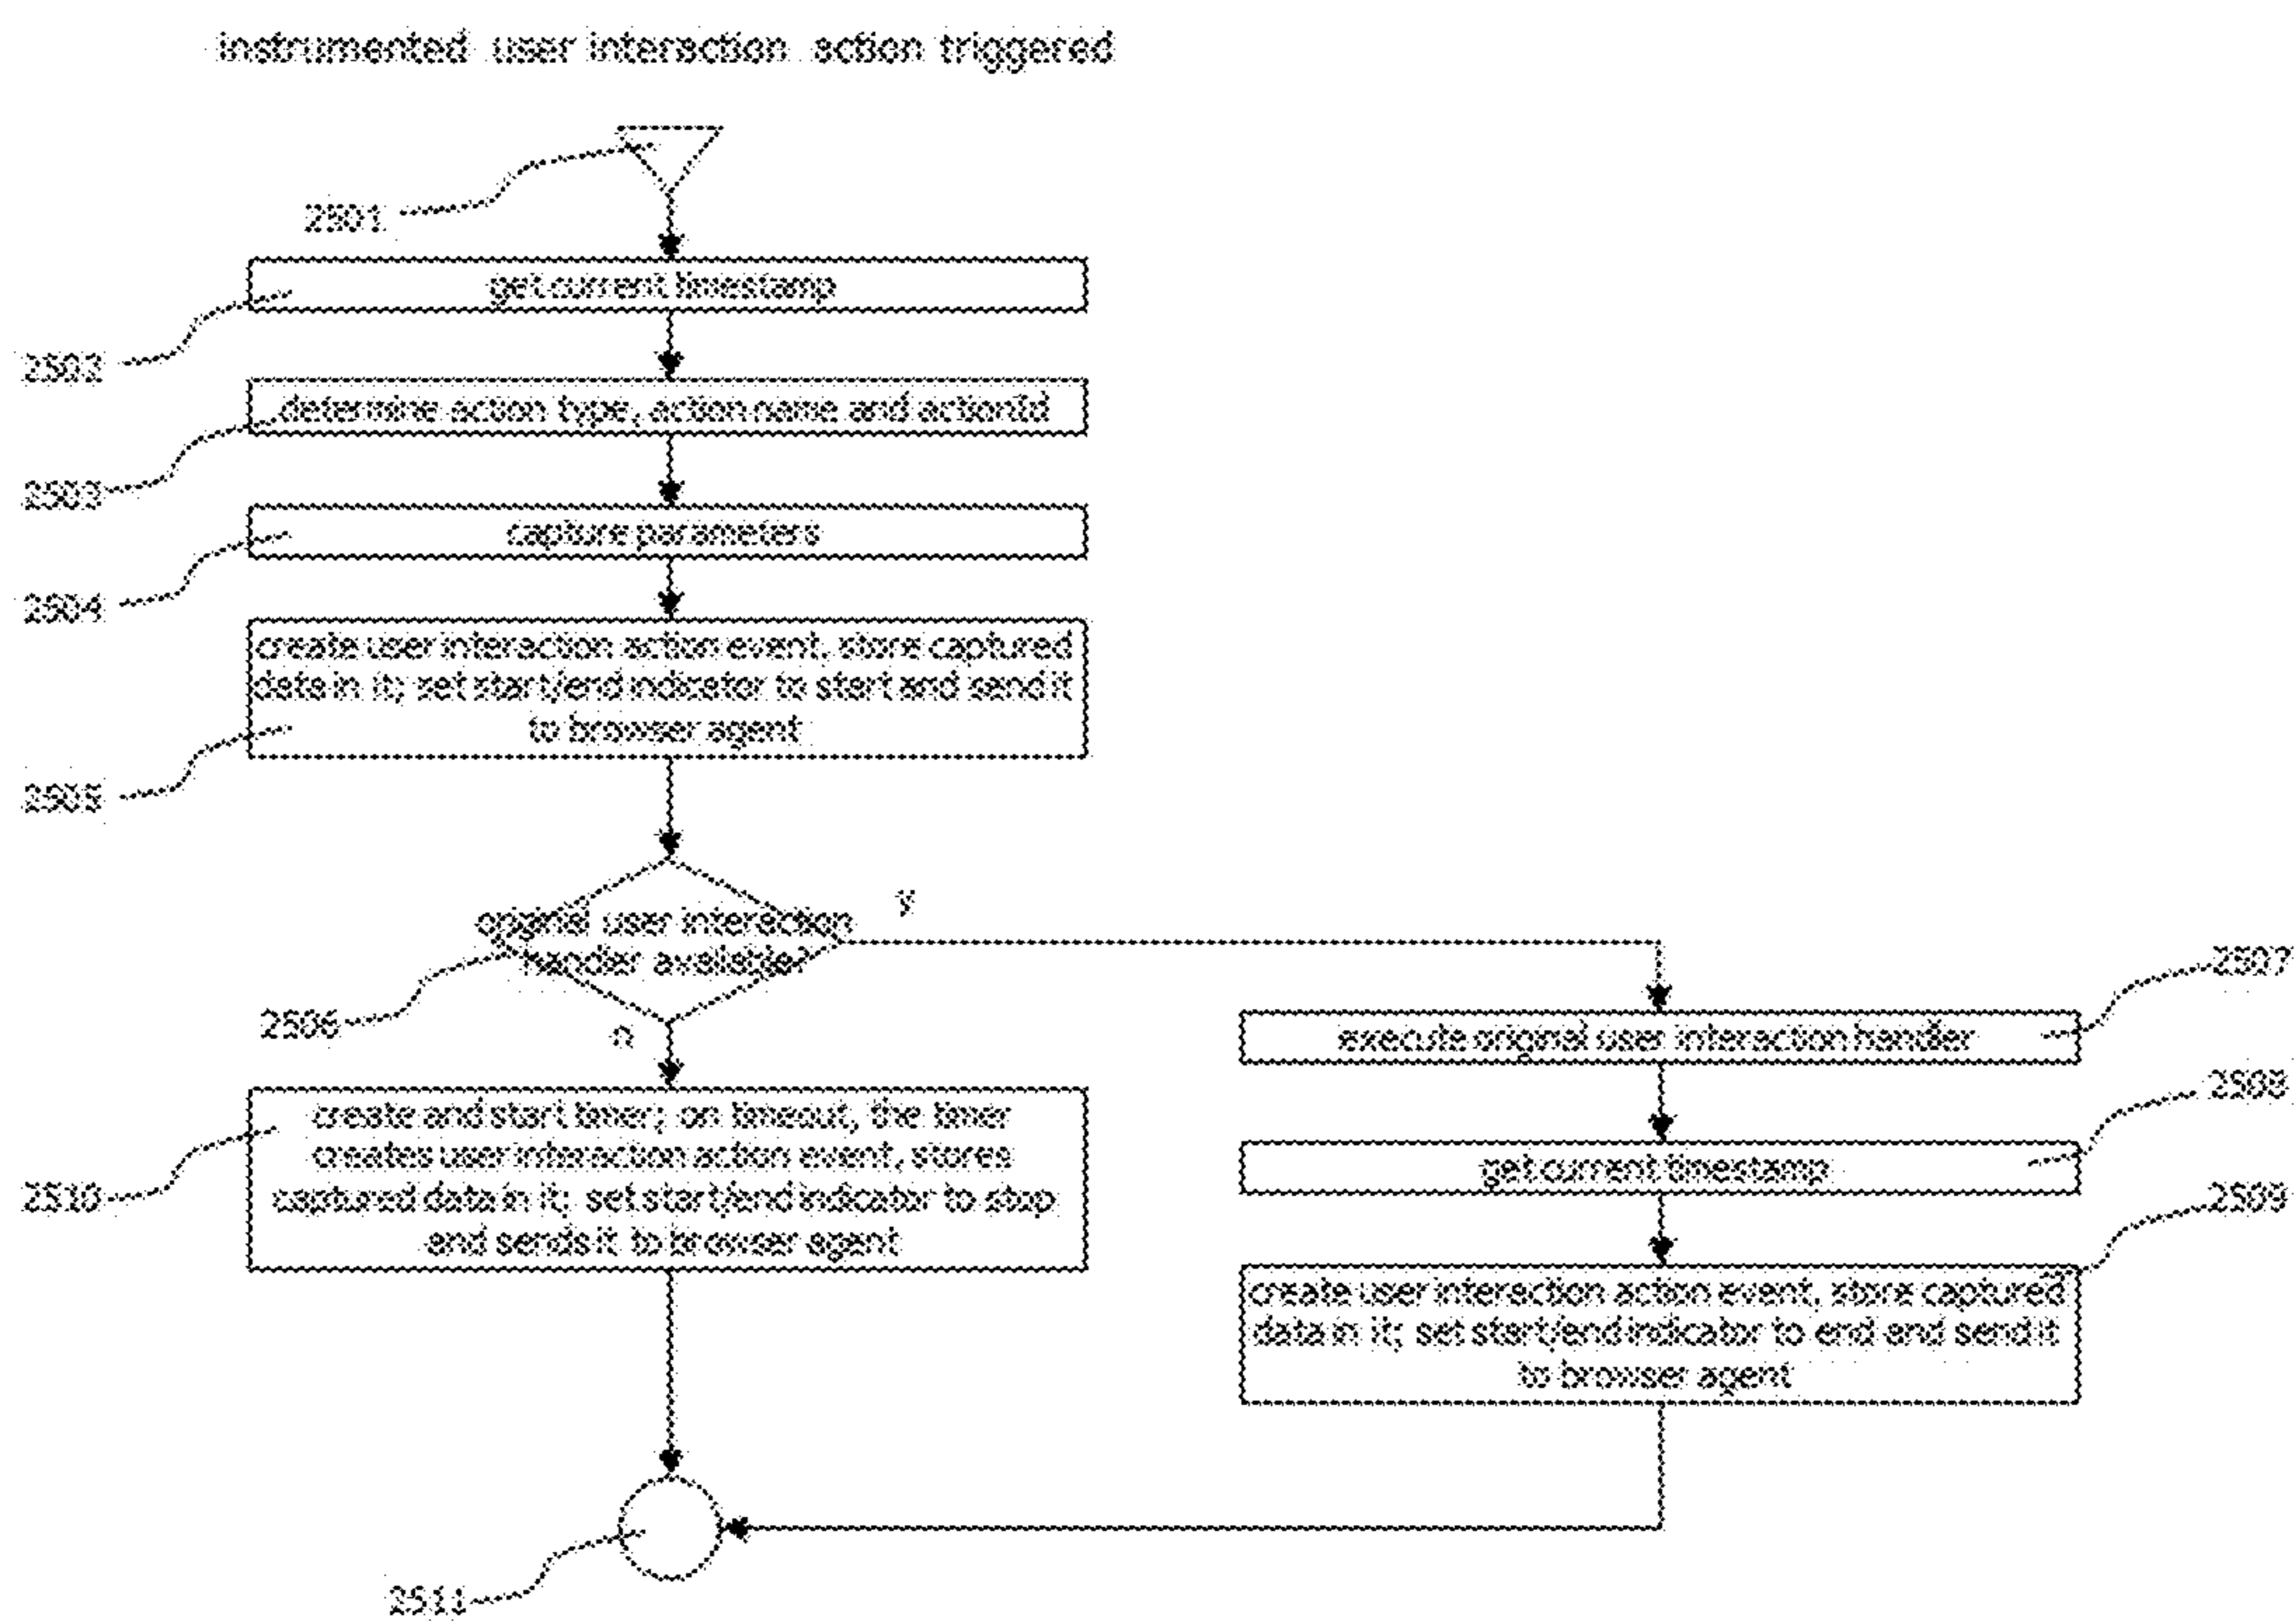 instrumented user interaction action triggered
2501
get current timestamp
2502
determine action type, action name and actionId
2503
capture parameters
2504
create user interaction action event, store captured
data in it; set start/end indicator to start and send it
to browser agent
2505
original user interaction
handler available?
y
2506
n
2507
execute original user interaction handler
2508
get current timestamp
2509
create user interaction action event, store captured
data in it; set start/end indicator to end and send it
to browser agent
create and start timer; on timeout, the timer
creates user interaction action event, stores
captured data in it; set start/end indicator to stop
and sends it to browser agent
2510
2511